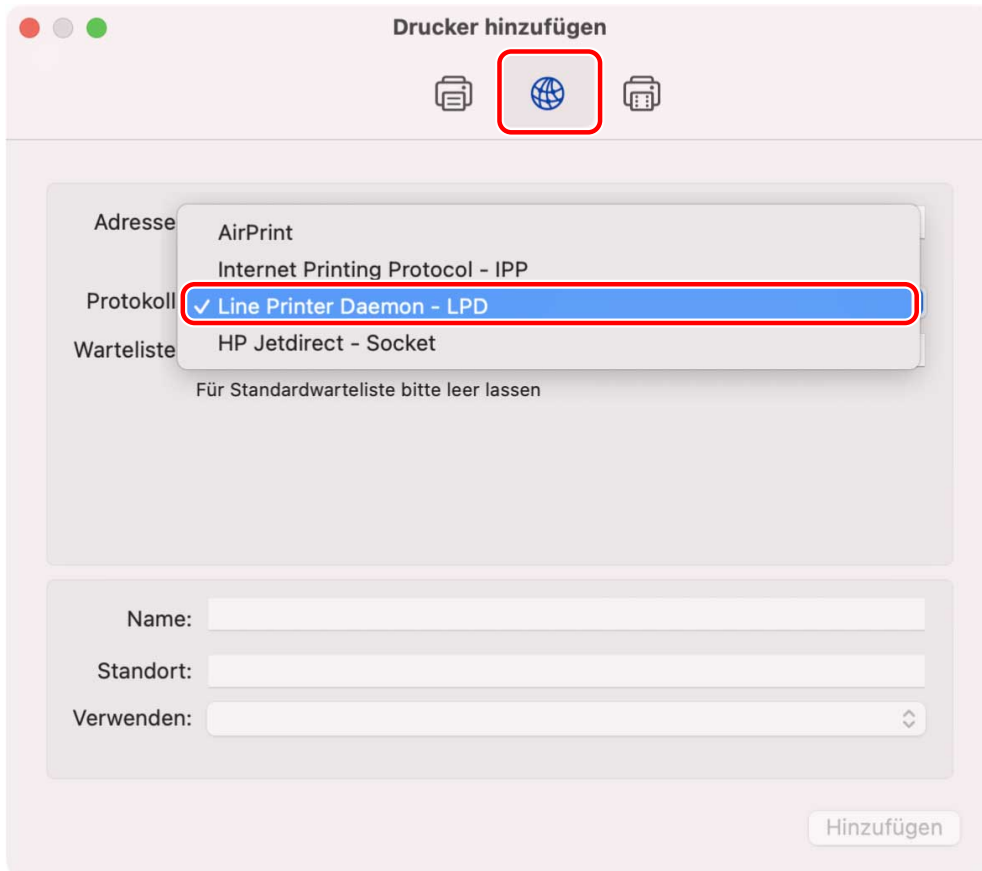 Drucker hinzufügen
Adresse
AirPrint
Internet Printing Protocol - IPP
Protokoll
✓ Line Printer Daemon - LPD
Warteliste
HP Jetdirect - Socket
Für Standardwarteliste bitte leer lassen
Name:
Standort:
Verwenden:
Hinzufügen